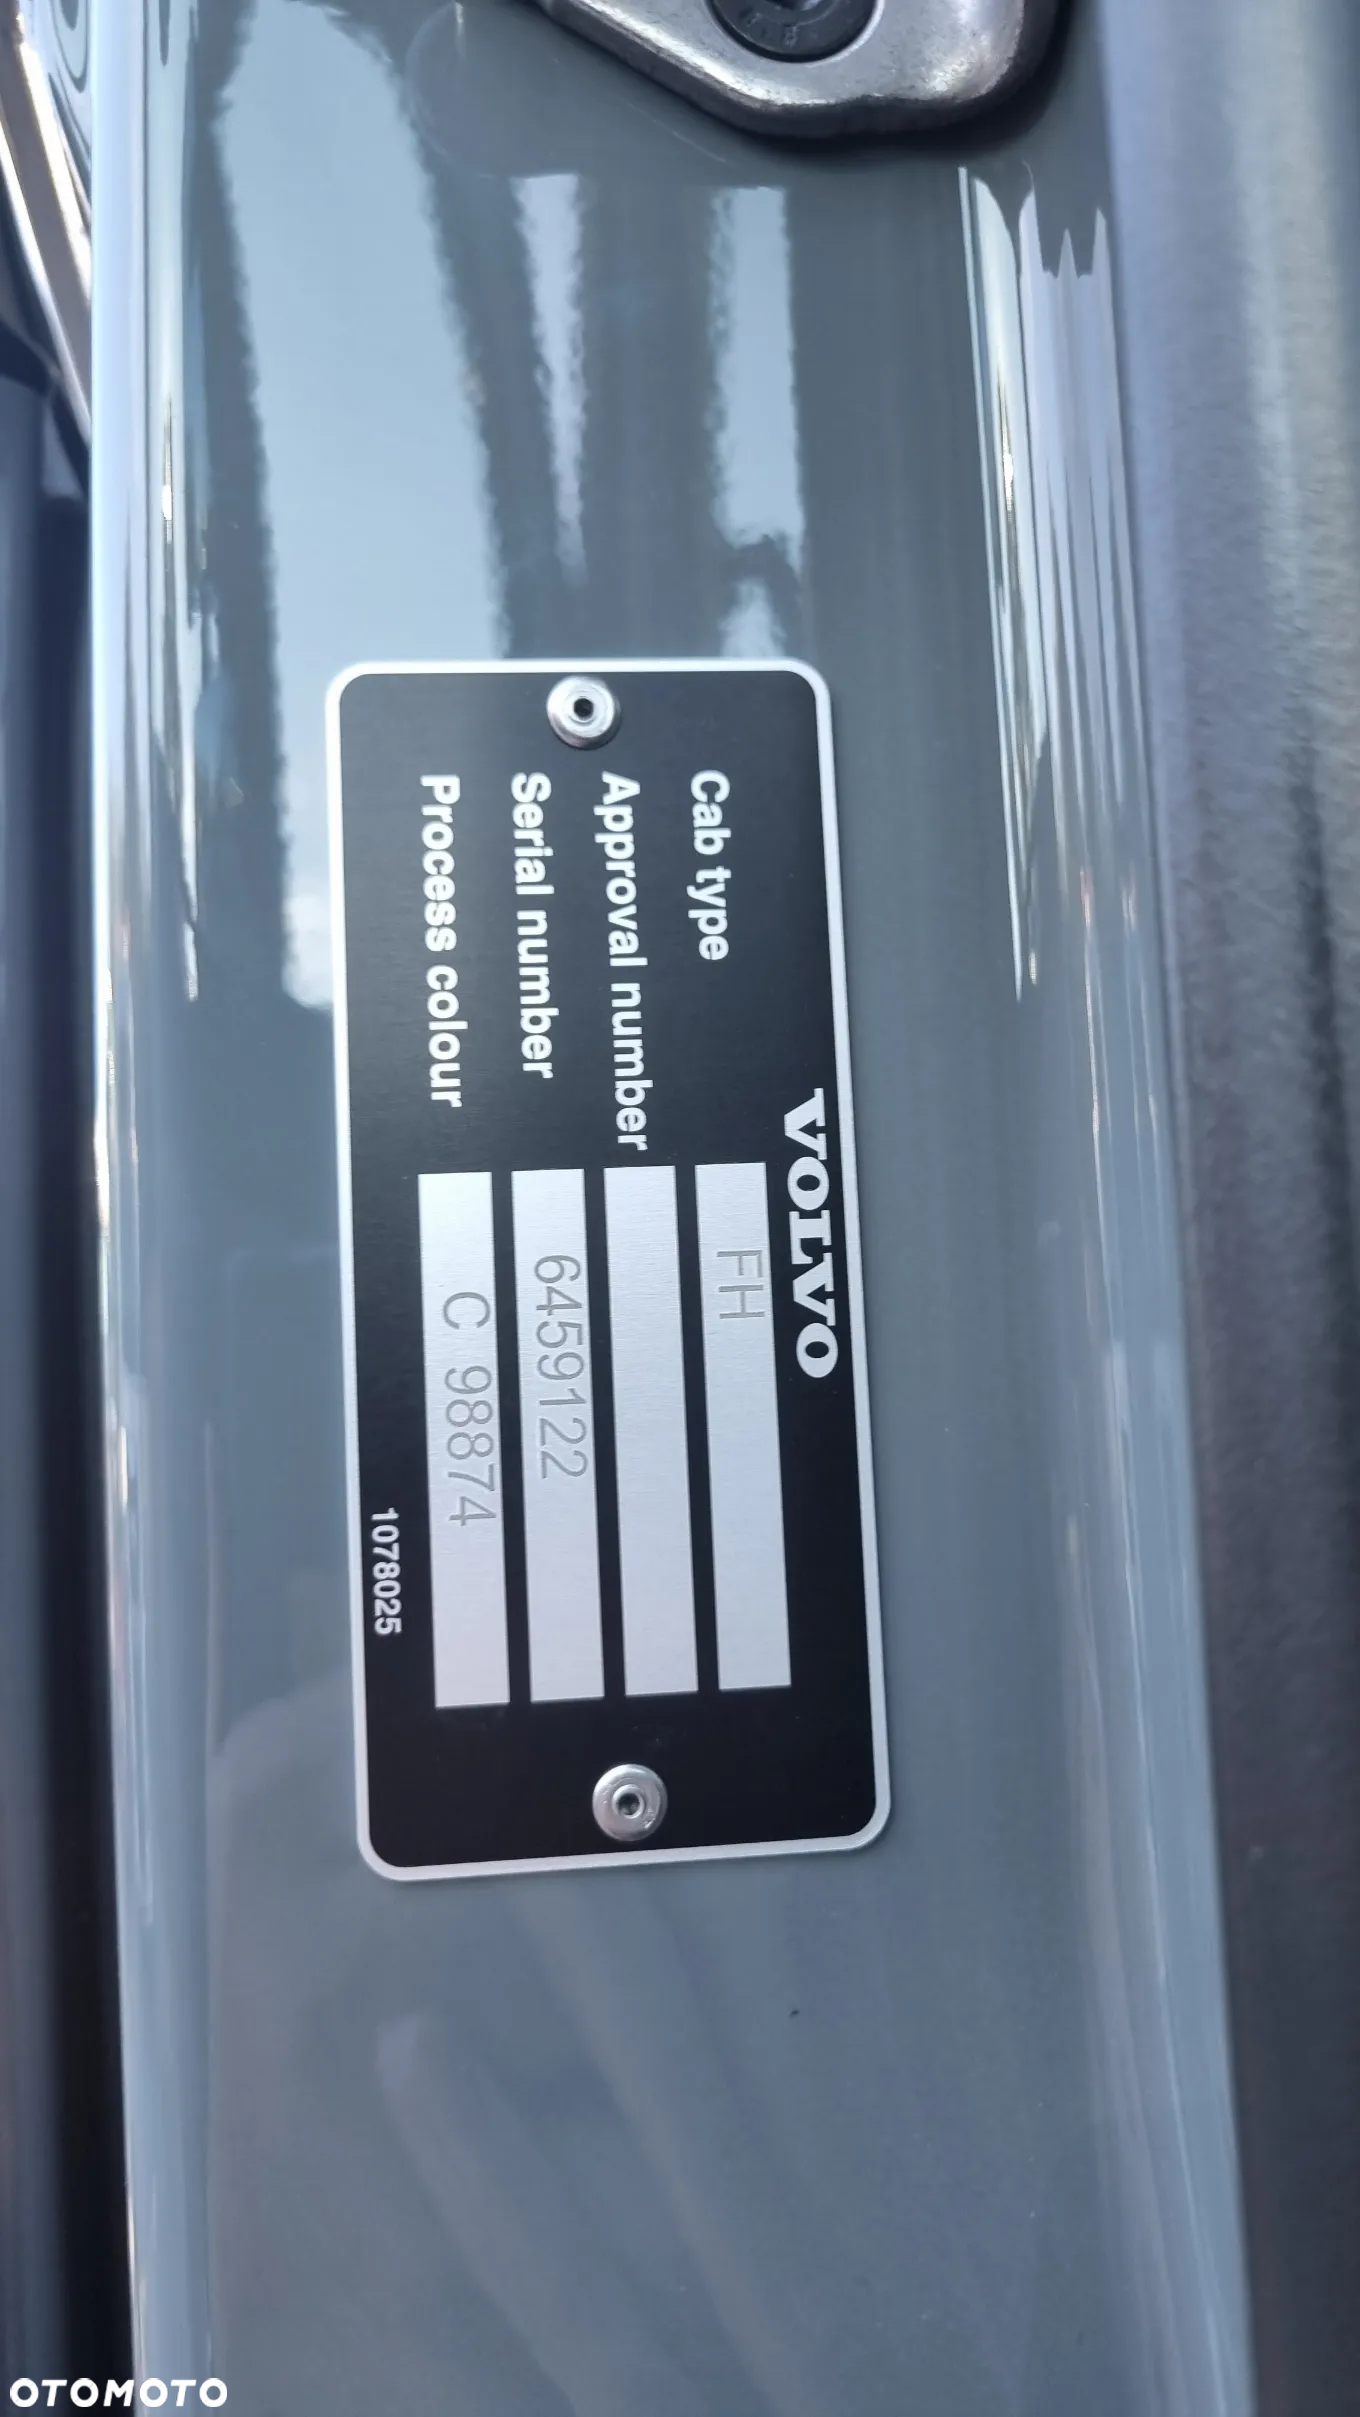 VOLVO
Cab type FH
Approval number
Serial number 6459122
Process colour C 98874
1078025
OTOMOTO